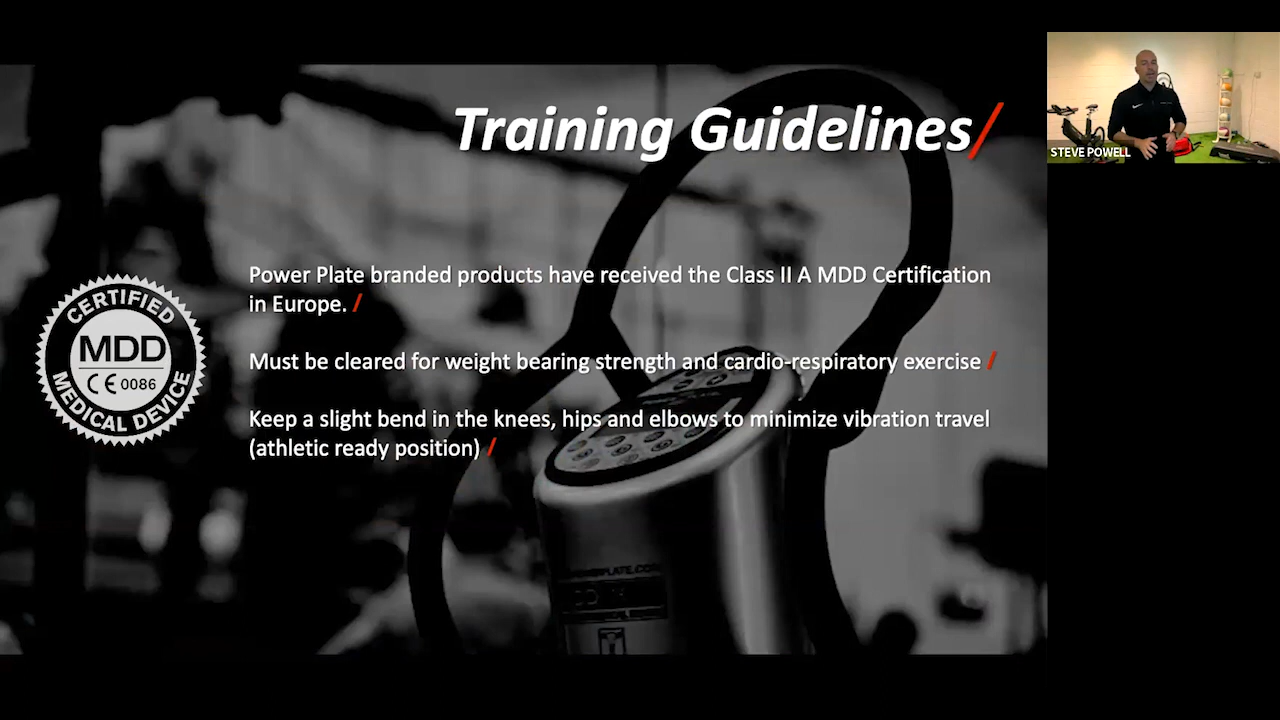 Training Guidelines/
STEVE POWELL
Power Plate branded products have received the Class II A MDD Certification
in Europe. /
CERTIFIED
MDD
CE 0086
MEDICAL DEVICE
Must be cleared for weight bearing strength and cardio-respiratory exercise /
Keep a slight bend in the knees, hips and elbows to minimize vibration travel
(athletic ready position) /